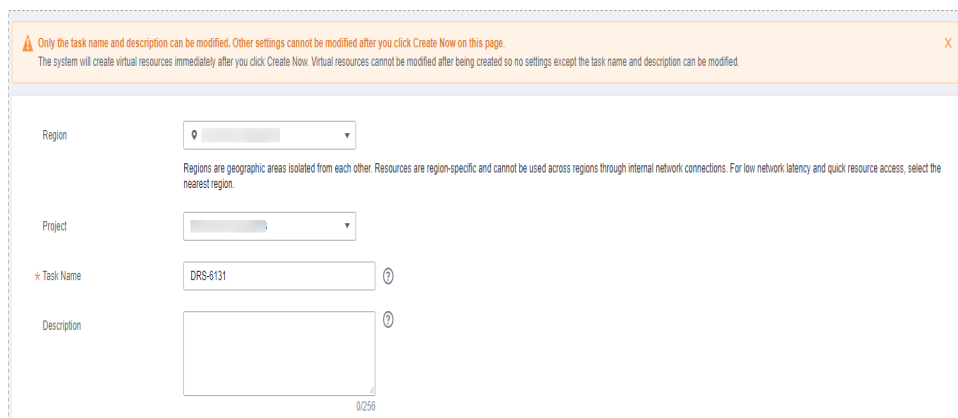 Only the task name and description can be modified. Other settings cannot be modified after you click Create Now on this page.
The system will create virtual resources immediately after you click Create Now. Virtual resources cannot be modified after being created so no settings except the task name and description can be modified.
Region
Regions are geographic areas isolated from each other. Resources are region-specific and cannot be used across regions through internal network connections. For low network latency and quick resource access, select the
nearest region.
Project
* Task Name DRS-6131
Description
0/256